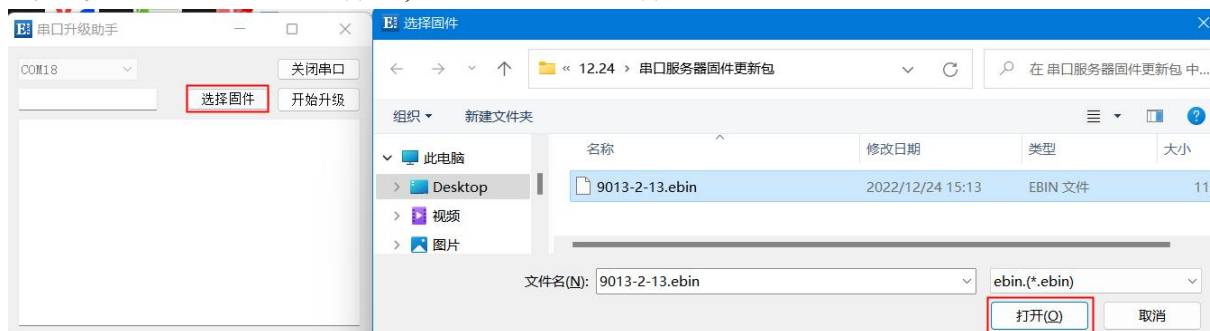 串口升级助手
COM18
关闭串口
选择固件
开始升级
选择固件
« 12.24 › 串口服务器固件更新包
在 串口服务器固件更新包 中...
组织
新建文件夹
名称
修改日期
类型
大小
此电脑
Desktop
视频
图片
9013-2-13.ebin
2022/12/24 15:13
EBIN 文件
11
文件名(N):
9013-2-13.ebin
ebin.(*.ebin)
打开(O)
取消